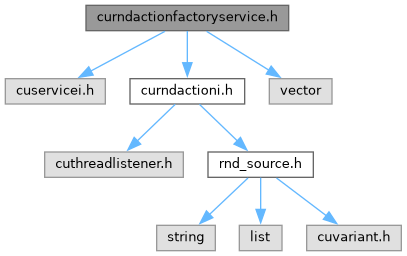 curndactionfactoryservice.h
cuservicei.h
curndactioni.h
vector
cuthreadlistener.h
rnd_source.h
string
list
cuvariant.h